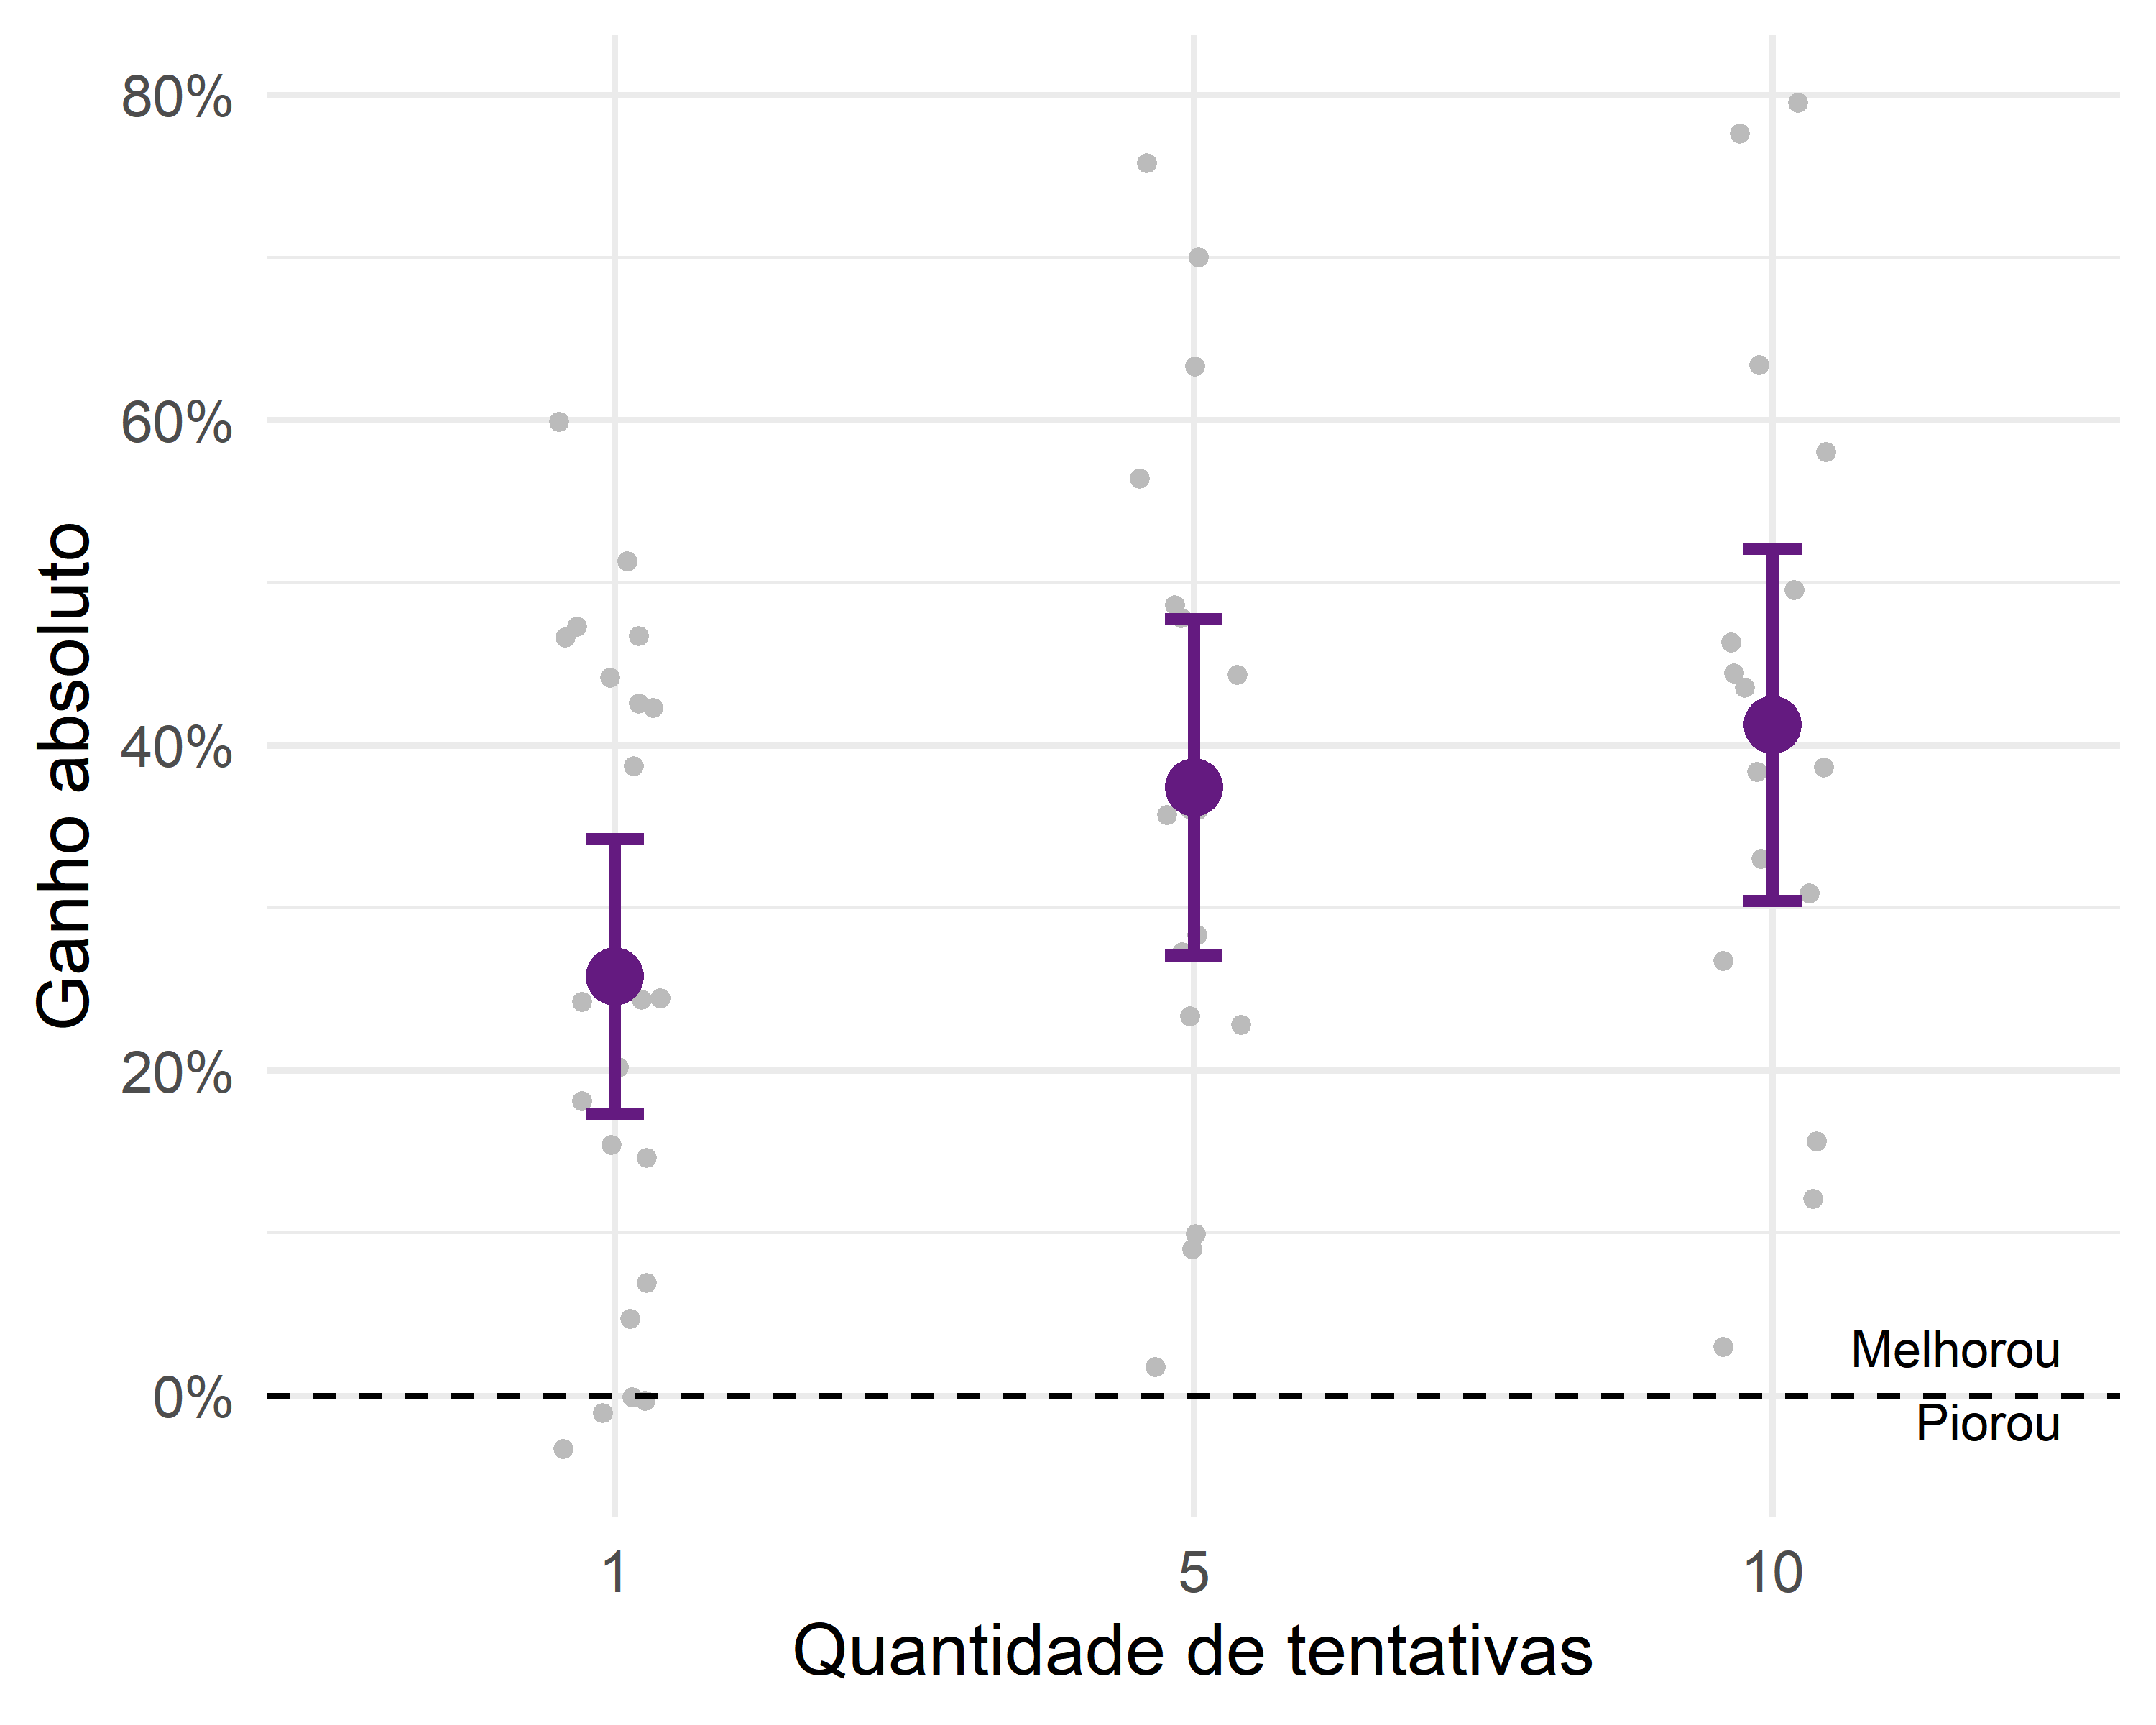 80%
60%
40%
20%
0%
Ganho absoluto
Melhorou
Piorou
1 5 10
Quantidade de tentativas